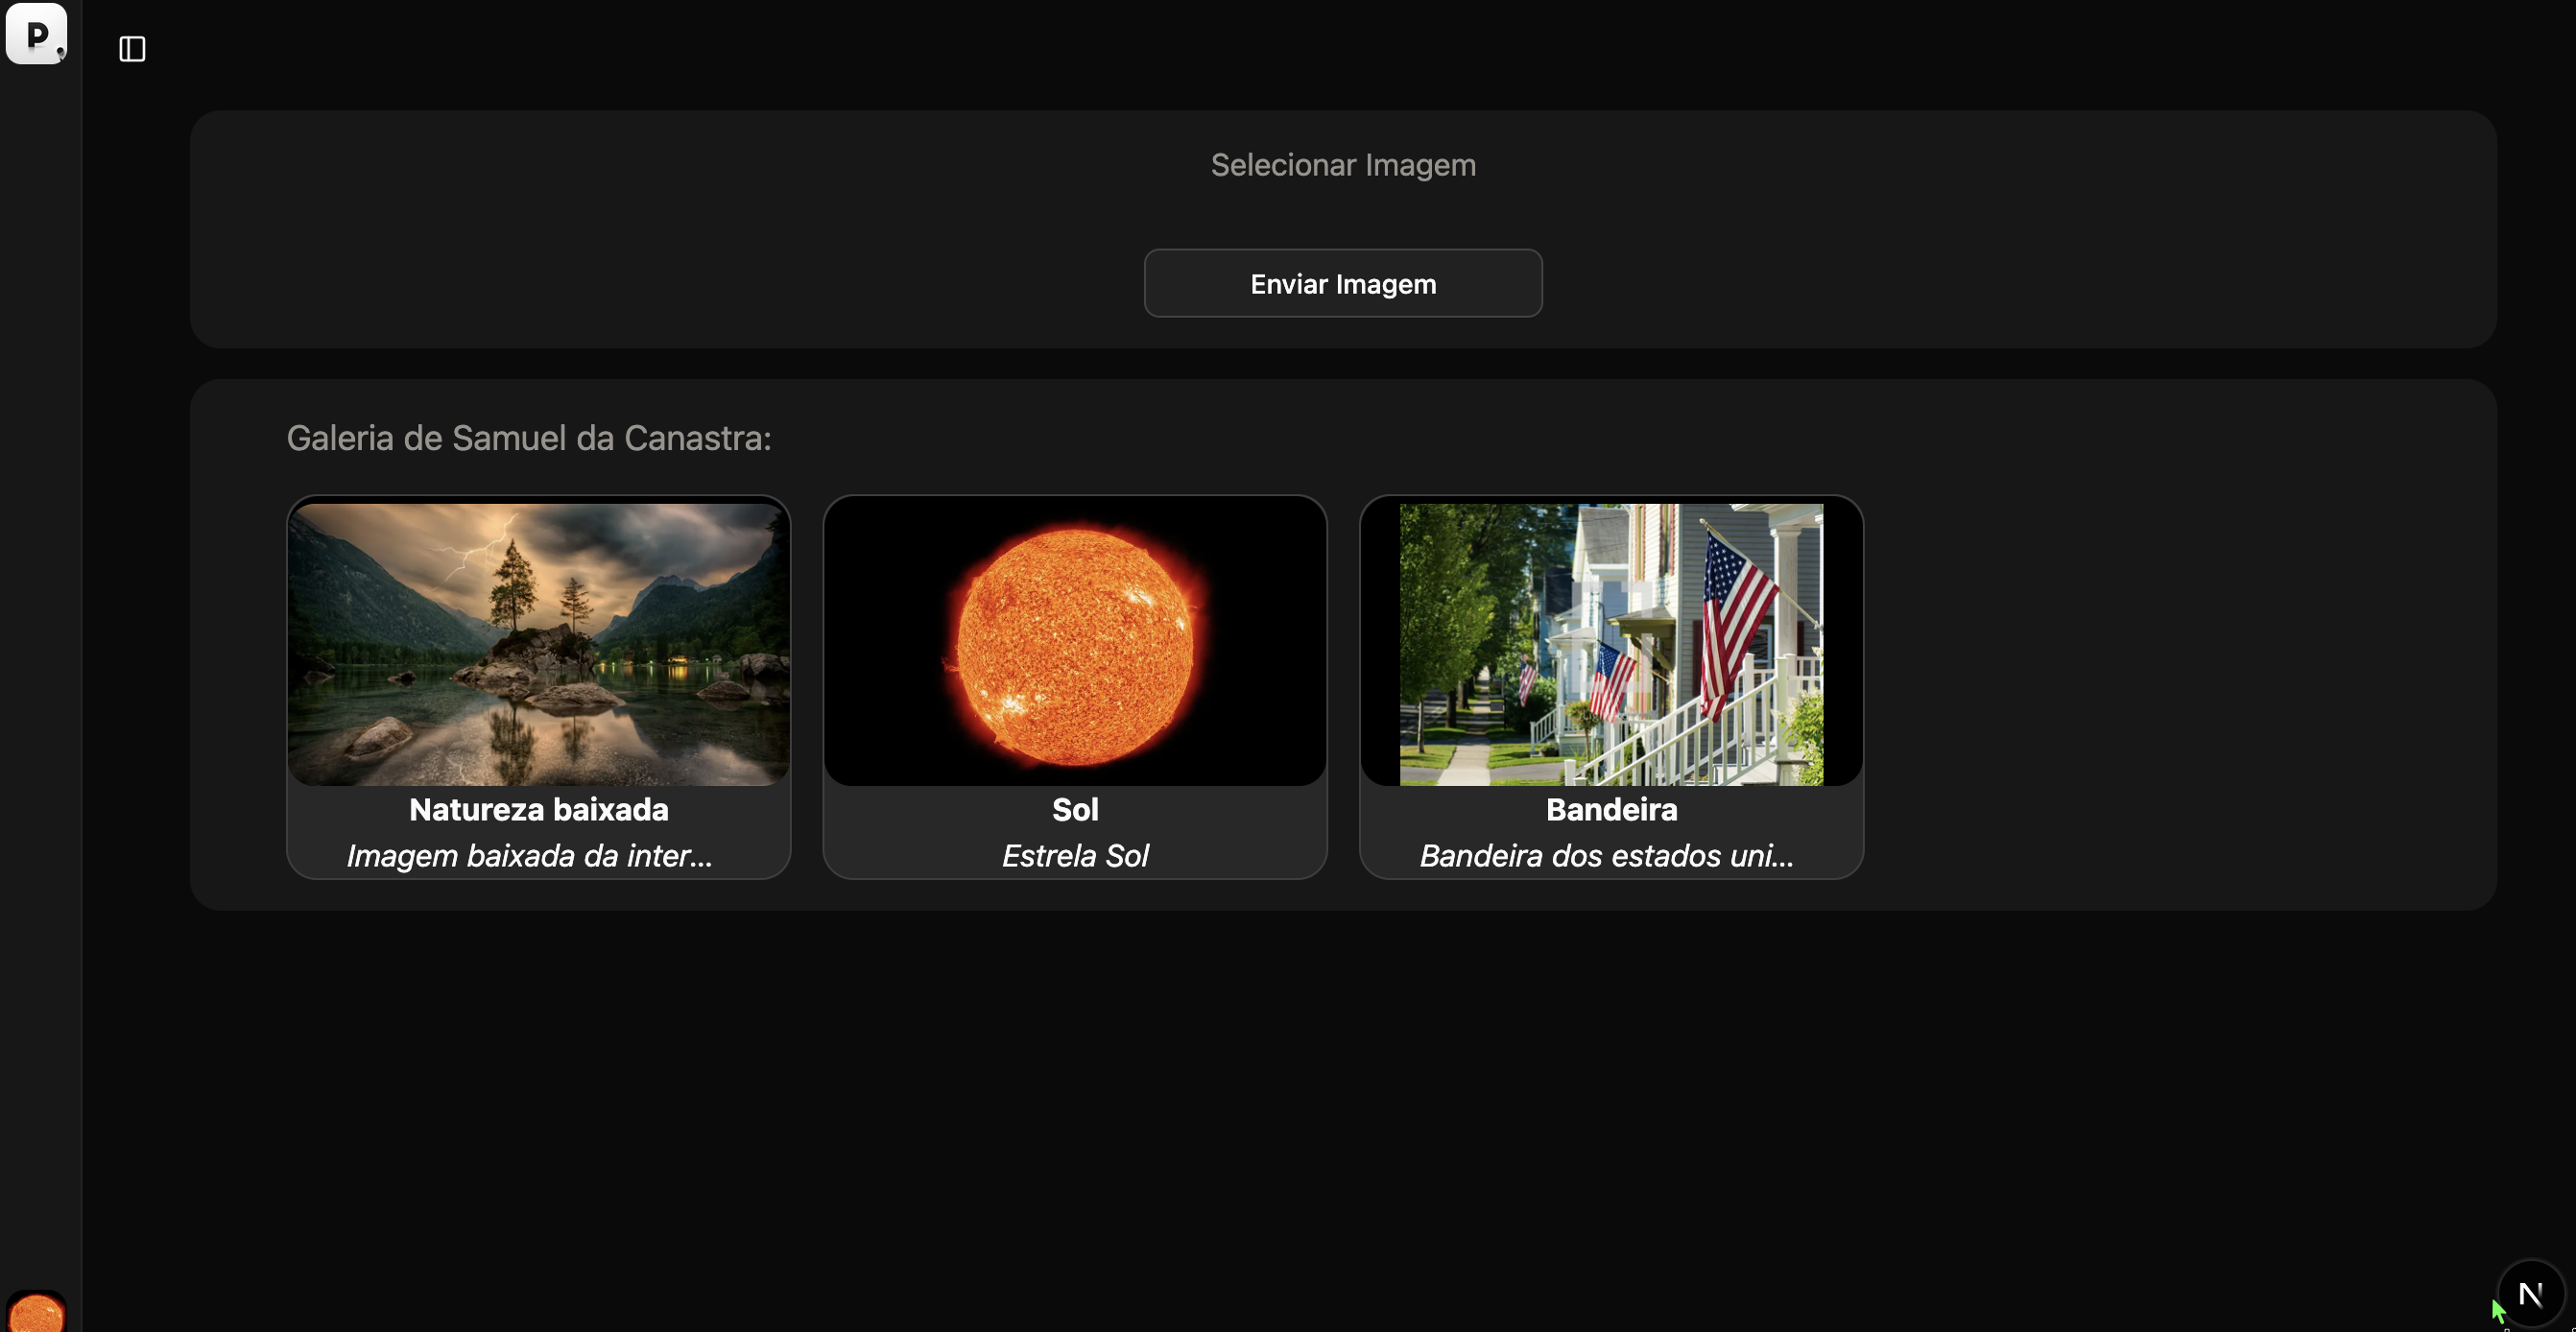 P.
Selecionar Imagem
Enviar Imagem
Galeria de Samuel da Canastra:
Natureza baixada
Imagem baixada da inter...
Sol
Estrela Sol
Bandeira
Bandeira dos estados uni...
N